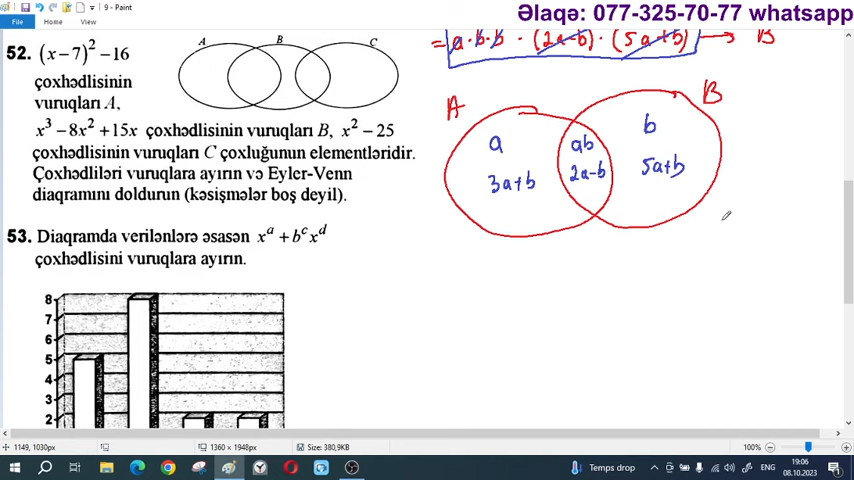 9 - Paint
Əlaqə: 077-325-70-77 whatsapp
File
Home
View
52. (x−7)² −16
çoxhədlisinin
vuruqları A,
A B C
x³ −8x² +15x çoxhədlisinin vuruqları B, x² −25
çoxhədlisinin vuruqları C çoxluğunun elementləridir.
Çoxhədliləri vuruqlara ayırın və Eyler-Venn
diaqramını doldurun (kəsişmələr boş deyil).
53. Diaqramda verilənlərə əsasən xᵃ + bᶜxᵈ
çoxhədlisini vuruqlara ayırın.
8
7
6
5
4
3
2
= a·b·b · (2a−b) · (5a+b) → B
A B
a ab b
3a+b 2a−b 5a+b
1149, 1030px
1360 × 1948px
Size: 380,9KB
100%
Temps drop
ENG
19:06
08.10.2023